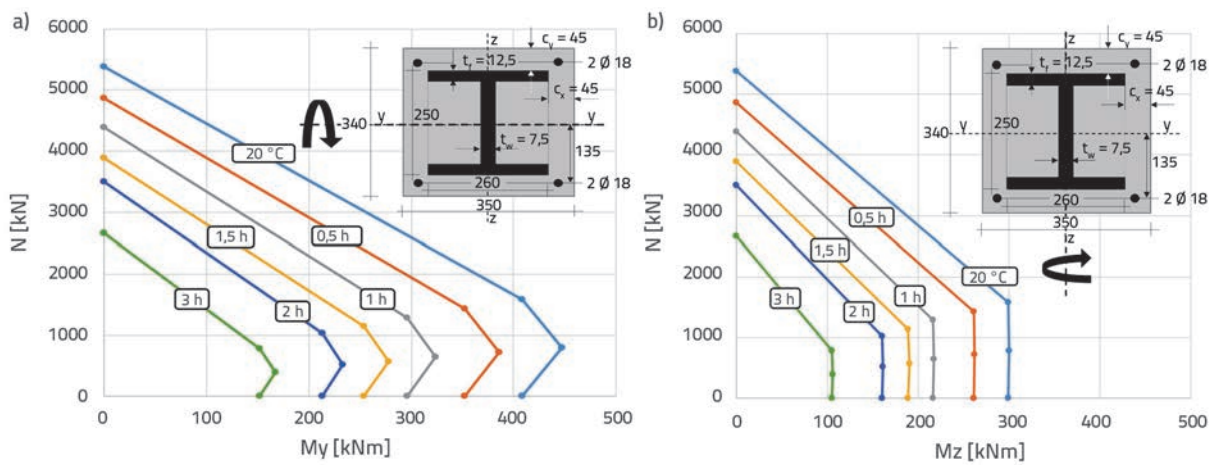 a)
6000
5000
4000
3000
2000
1000
0
N [kN]
0 100 200 300 400 500
My [kNm]
20 °C
0,5 h
1 h
1,5 h
2 h
3 h
z
c_y = 45
t_f = 12,5
2 Ø 18
c_x = 45
340
y
250
y
t_w = 7,5
135
260
2 Ø 18
350
z
b)
6000
5000
4000
3000
2000
1000
0
N [kN]
0 100 200 300 400 500
Mz [kNm]
20 °C
0,5 h
1 h
1,5 h
2 h
3 h
z
c_y = 45
t_f = 12,5
2 Ø 18
c_x = 45
250
340
y
y
t_w = 7,5
135
260
2 Ø 18
350
z